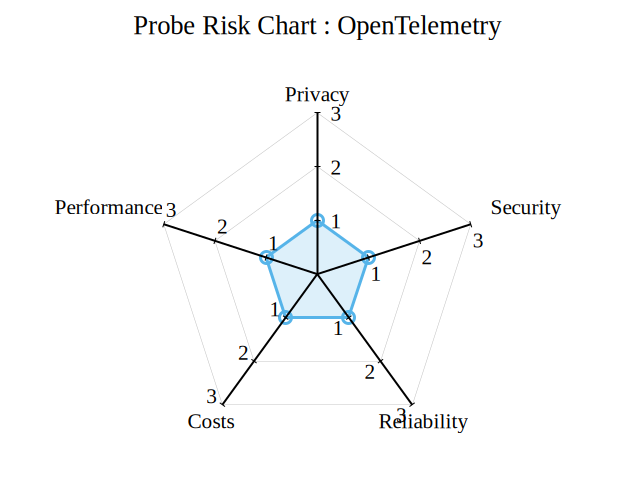 Probe Risk Chart : OpenTelemetry
Privacy
3
2
1
Performance 3
2
1
Security
3
2
1
1
2
3
Costs
1
2
3
Reliability